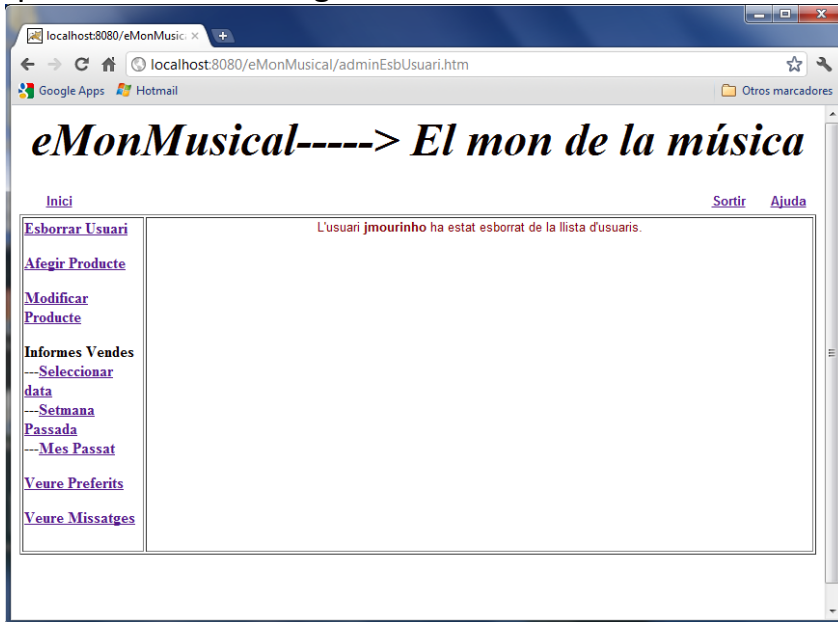 localhost:8080/eMonMusic
localhost:8080/eMonMusical/adminEsbUsuari.htm
Google Apps Hotmail Otros marcadores
eMonMusical-----> El mon de la música
Inici Sortir Ajuda
Esborrar Usuari
L'usuari jmourinho ha estat esborrat de la llista d'usuaris.
Afegir Producte
Modificar
Producte
Informes Vendes
---Seleccionar
data
---Setmana
Passada
---Mes Passat
Veure Preferits
Veure Missatges